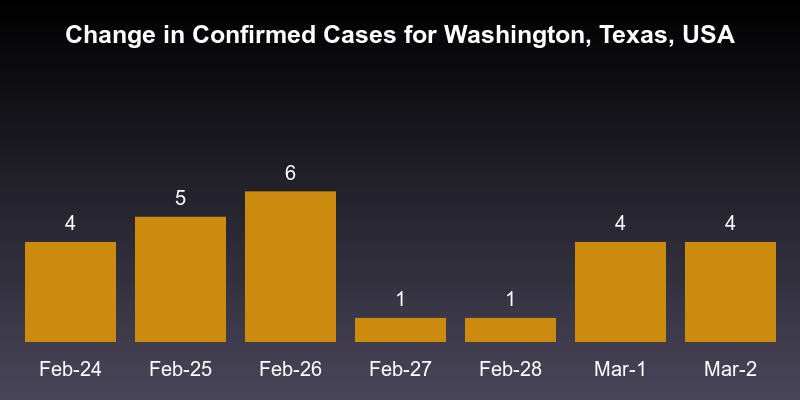 Change in Confirmed Cases for Washington, Texas, USA
4
5
6
1
1
4
4
Feb-24
Feb-25
Feb-26
Feb-27
Feb-28
Mar-1
Mar-2